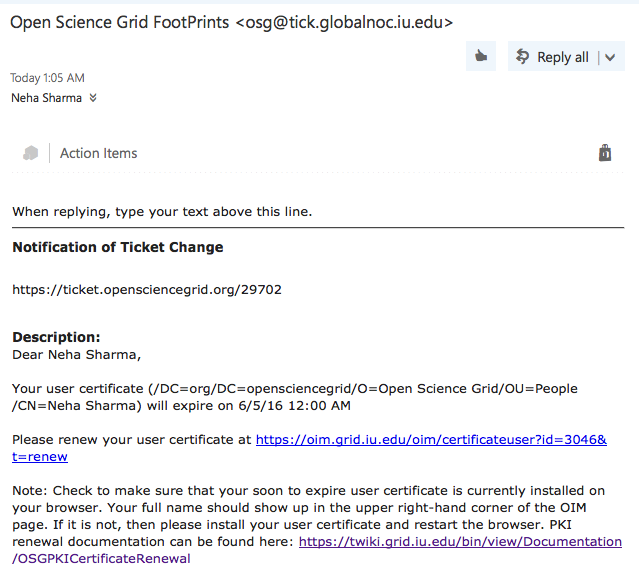 Open Science Grid FootPrints <osg@tick.globalnoc.iu.edu>
Reply all
Today 1:05 AM
Neha Sharma
Action Items
When replying, type your text above this line.
Notification of Ticket Change
https://ticket.opensciencegrid.org/29702
Description:
Dear Neha Sharma,
Your user certificate (/DC=org/DC=opensciencegrid/O=Open Science Grid/OU=People
/CN=Neha Sharma) will expire on 6/5/16 12:00 AM
Please renew your user certificate at https://oim.grid.iu.edu/oim/certificateuser?id=3046&
t=renew
Note: Check to make sure that your soon to expire user certificate is currently installed on
your browser. Your full name should show up in the upper right-hand corner of the OIM
page. If it is not, then please install your user certificate and restart the browser. PKI
renewal documentation can be found here: https://twiki.grid.iu.edu/bin/view/Documentation
/OSGPKICertificateRenewal